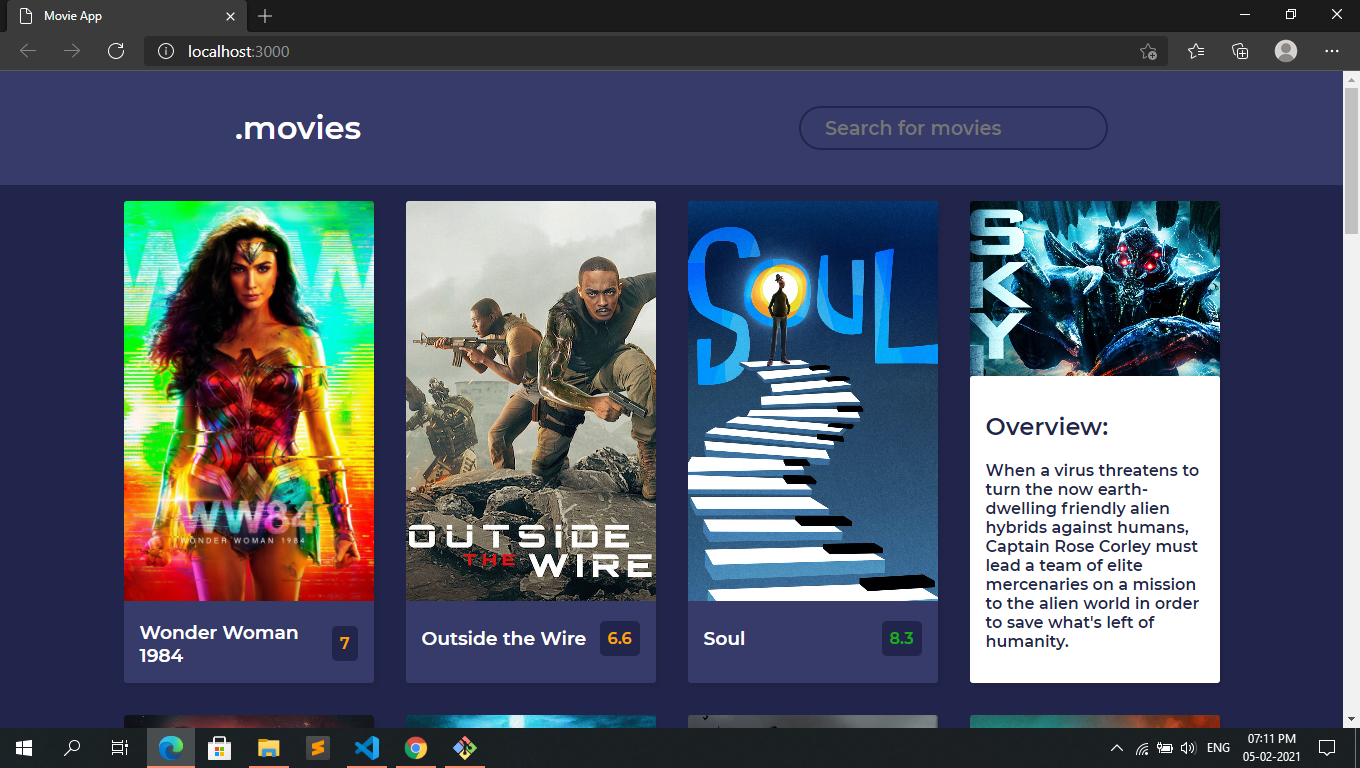 Movie App
localhost:3000
.movies
Search for movies
WW
WW84
WONDER WOMAN 1984
OUTSIDE
THE WIRE
SOUL
SKY
Wonder Woman
1984
7
Outside the Wire
6.6
Soul
8.3
Overview:
When a virus threatens to
turn the now earth-
dwelling friendly alien
hybrids against humans,
Captain Rose Corley must
lead a team of elite
mercenaries on a mission
to the alien world in order
to save what's left of
humanity.
ENG
07:11 PM
05-02-2021